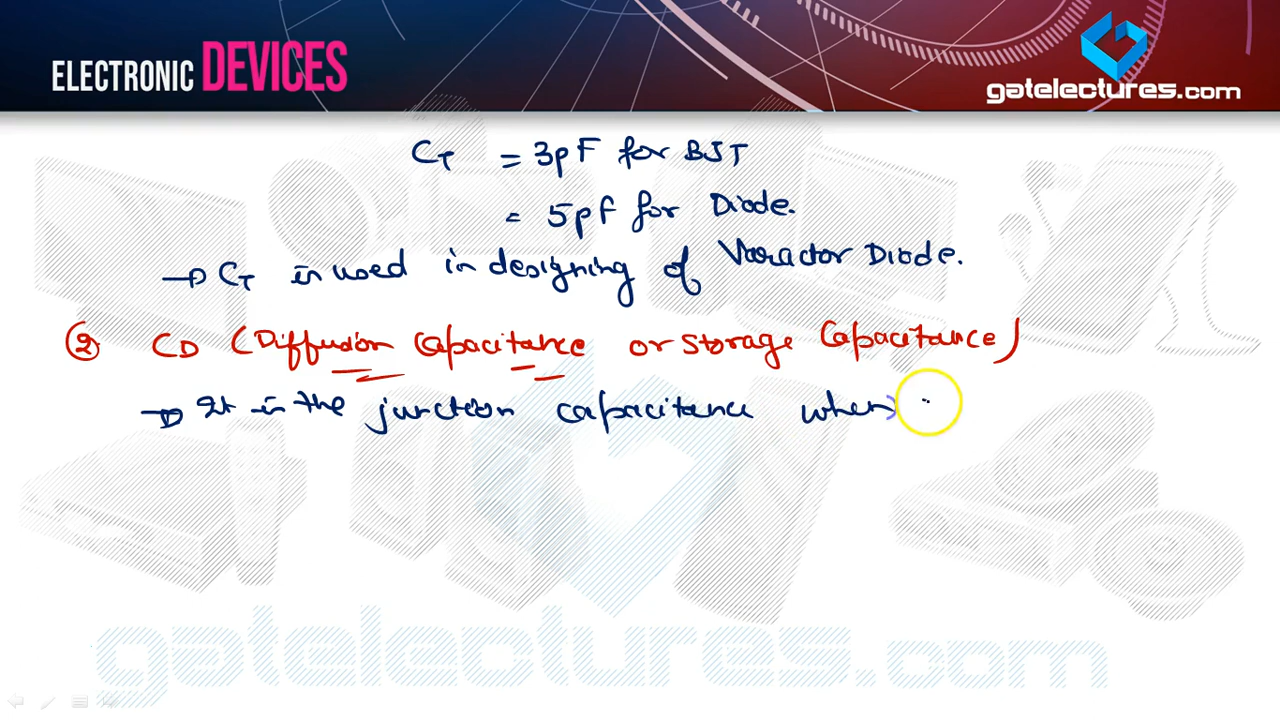 ELECTRONIC DEVICES
gatelectures.com
CT = 3pF for BJT
= 5pF for Diode.
→ CT is used in designing of Varactor Diode.
② CD (Diffusion Capacitance or Storage Capacitance)
→ It is the junction capacitance when
gatelectures.com